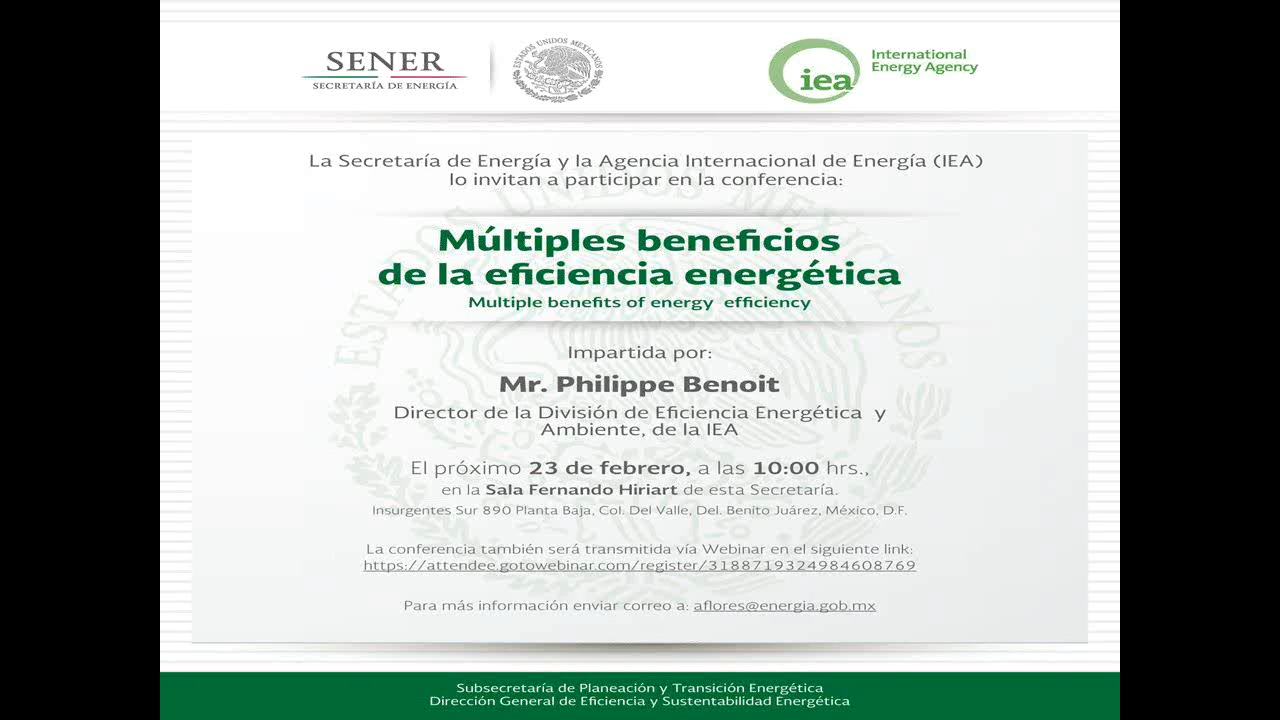 SENER
SECRETARÍA DE ENERGÍA
ESTADOS UNIDOS MEXICANOS
iea
International
Energy Agency
La Secretaría de Energía y la Agencia Internacional de Energía (IEA)
lo invitan a participar en la conferencia:
Múltiples beneficios
de la eficiencia energética
Multiple benefits of energy efficiency
Impartida por:
Mr. Philippe Benoit
Director de la División de Eficiencia Energética y
Ambiente, de la IEA
El próximo 23 de febrero, a las 10:00 hrs.,
en la Sala Fernando Hiriart de esta Secretaría.
Insurgentes Sur 890 Planta Baja, Col. Del Valle, Del. Benito Juárez, México, D.F.
La conferencia también será transmitida vía Webinar en el siguiente link:
https://attendee.gotowebinar.com/register/3188719324984608769
Para más información enviar correo a: aflores@energia.gob.mx
Subsecretaría de Planeación y Transición Energética
Dirección General de Eficiencia y Sustentabilidad Energética
ESTADOS UNIDOS MEXICANOS